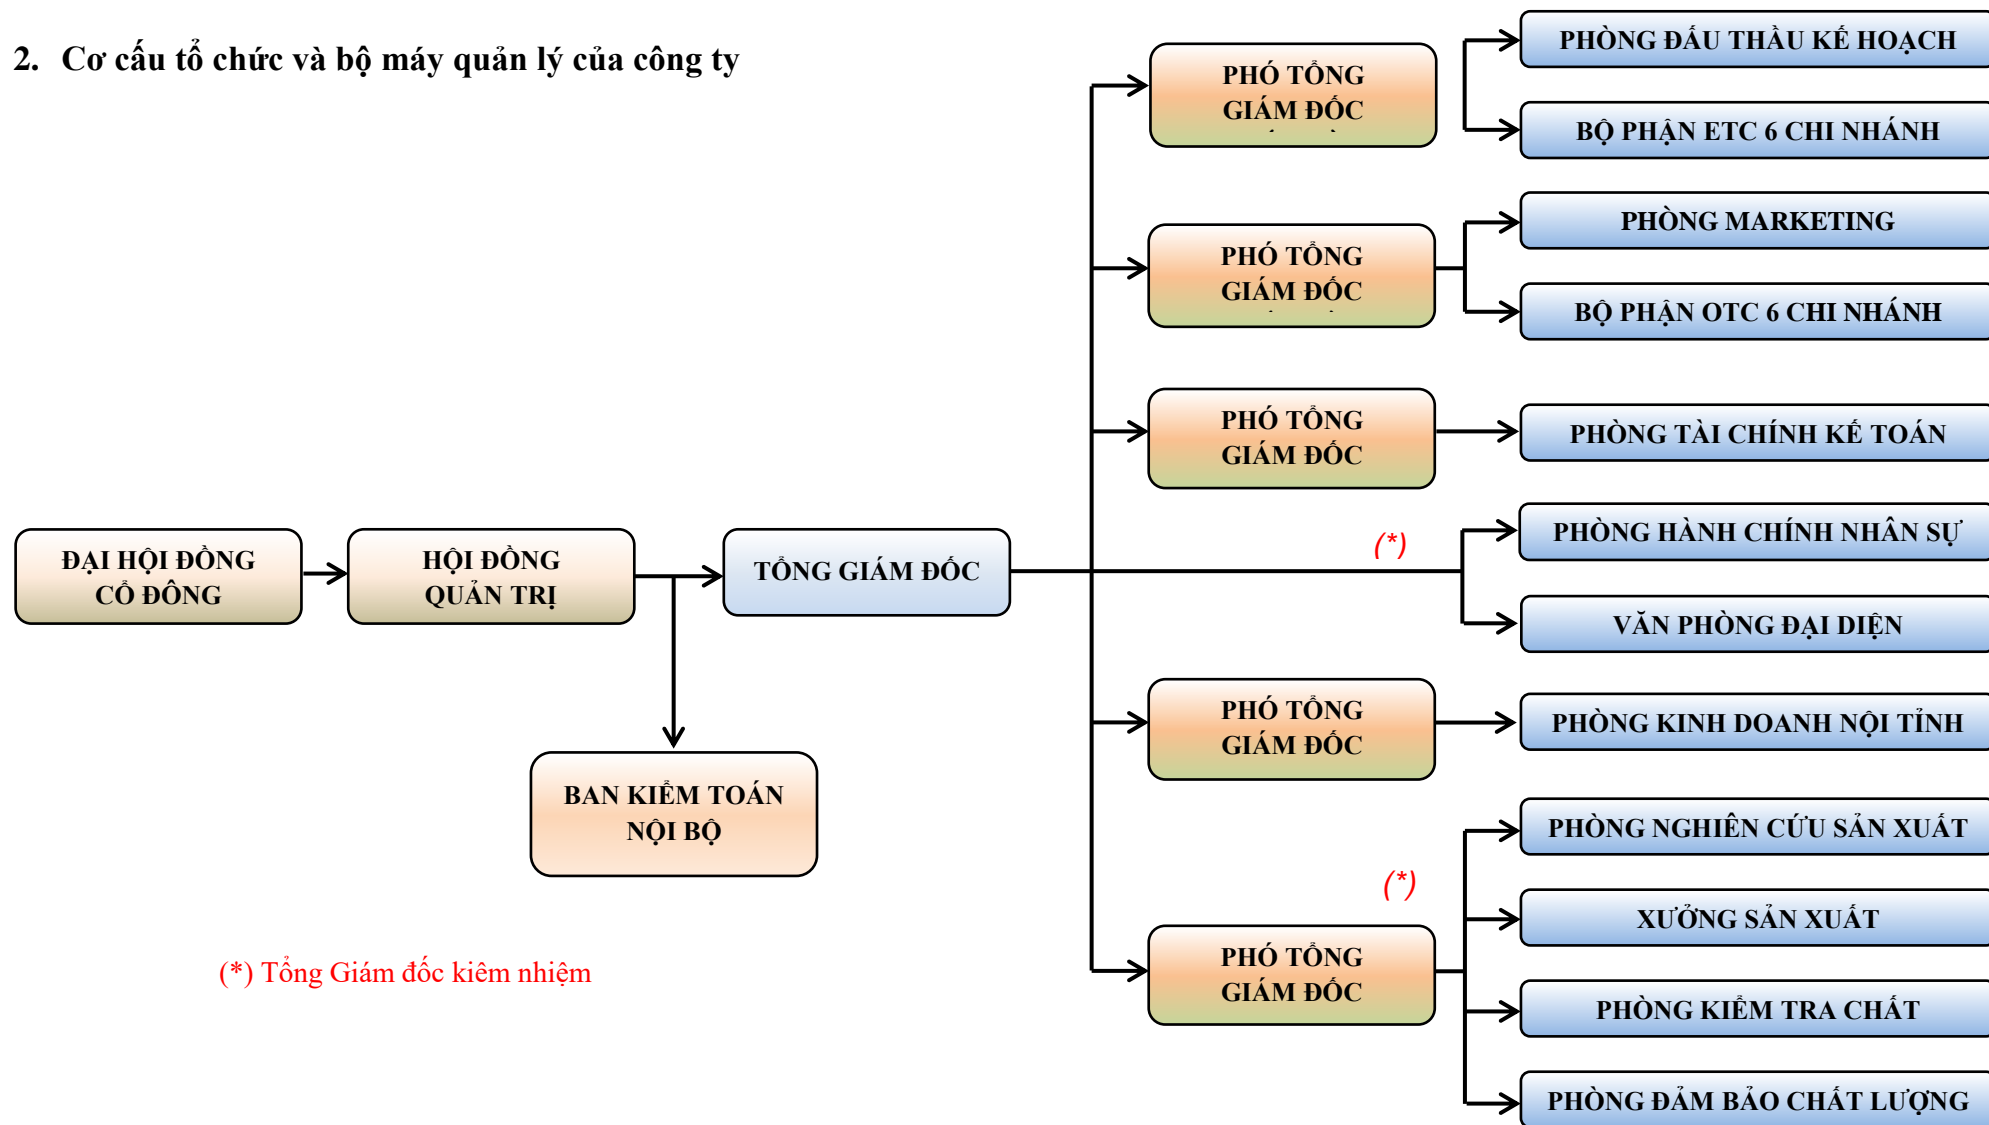 2. Cơ cấu tổ chức và bộ máy quản lý của công ty
PHÓ TỔNG
GIÁM ĐỐC
PHÒNG ĐẤU THẦU KẾ HOẠCH
BỘ PHẬN ETC 6 CHI NHÁNH
PHÓ TỔNG
GIÁM ĐỐC
PHÒNG MARKETING
BỘ PHẬN OTC 6 CHI NHÁNH
PHÓ TỔNG
GIÁM ĐỐC
PHÒNG TÀI CHÍNH KẾ TOÁN
ĐẠI HỘI ĐỒNG
CỔ ĐÔNG
HỘI ĐỒNG
QUẢN TRỊ
TỔNG GIÁM ĐỐC
(*)
PHÒNG HÀNH CHÍNH NHÂN SỰ
VĂN PHÒNG ĐẠI DIỆN
PHÓ TỔNG
GIÁM ĐỐC
PHÒNG KINH DOANH NỘI TỈNH
BAN KIỂM TOÁN
NỘI BỘ
(*)
PHÓ TỔNG
GIÁM ĐỐC
PHÒNG NGHIÊN CỨU SẢN XUẤT
XƯỞNG SẢN XUẤT
PHÒNG KIỂM TRA CHẤT
PHÒNG ĐẢM BẢO CHẤT LƯỢNG
(*) Tổng Giám đốc kiêm nhiệm